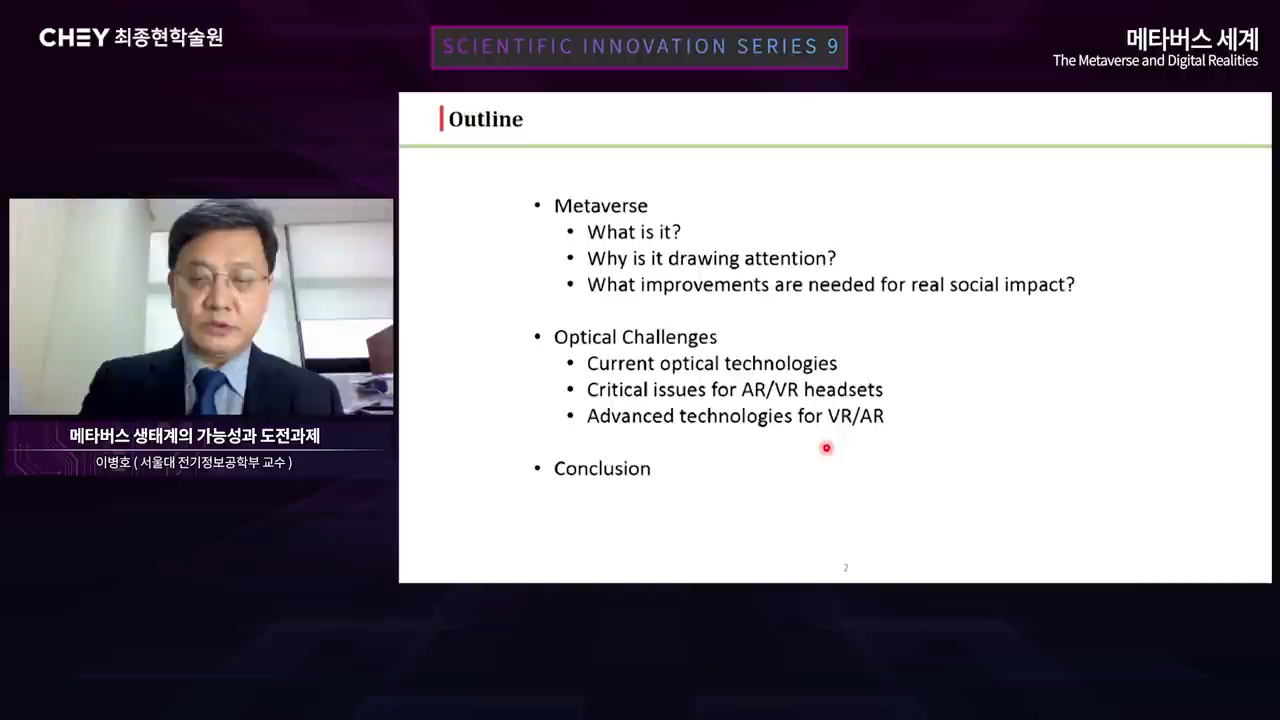 CHEY 최종현학술원
SCIENTIFIC INNOVATION SERIES 9
메타버스 세계
The Metaverse and Digital Realities
Outline
• Metaverse
• What is it?
• Why is it drawing attention?
• What improvements are needed for real social impact?
• Optical Challenges
• Current optical technologies
• Critical issues for AR/VR headsets
• Advanced technologies for VR/AR
• Conclusion
2
메타버스 생태계의 가능성과 도전과제
이병호 ( 서울대 전기정보공학부 교수 )